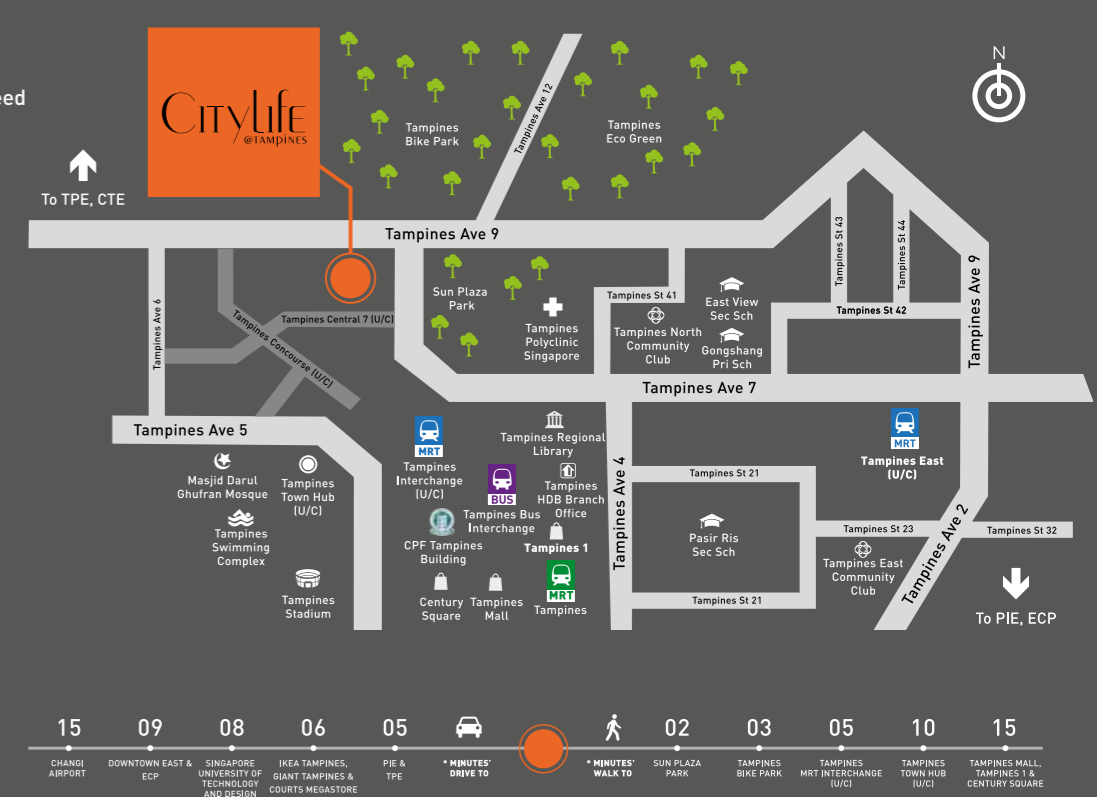 eed
CITYlife
@TAMPINES
N
To TPE, CTE
Tampines
Bike Park
Tampines Ave 12
Tampines
Eco Green
Tampines Ave 9
Tampines St 43
Tampines St 44
Tampines Ave 9
Tampines Ave 6
Tampines Concourse (U/C)
Tampines Central 7 (U/C)
Sun Plaza
Park
Tampines
Polyclinic
Singapore
Tampines St 41
Tampines North
Community
Club
East View
Sec Sch
Gongshang
Pri Sch
Tampines St 42
Tampines Ave 7
Tampines Ave 5
Masjid Darul
Ghufran Mosque
Tampines
Town Hub
(U/C)
Tampines
Swimming
Complex
Tampines
Stadium
MRT
Tampines
Interchange
(U/C)
BUS
Tampines Bus
Interchange
Tampines Regional
Library
Tampines
HDB Branch
Office
CPF Tampines
Building
Tampines 1
Century
Square
Tampines
Mall
MRT
Tampines
Tampines Ave 4
Tampines St 21
Pasir Ris
Sec Sch
Tampines St 21
MRT
Tampines East
(U/C)
Tampines St 23
Tampines East
Community
Club
Tampines Ave 2
Tampines St 32
To PIE, ECP
15
CHANGI
AIRPORT
09
DOWNTOWN EAST &
ECP
08
SINGAPORE
UNIVERSITY OF
TECHNOLOGY
AND DESIGN
06
IKEA TAMPINES,
GIANT TAMPINES &
COURTS MEGASTORE
05
PIE &
TPE
* MINUTES'
DRIVE TO
* MINUTES'
WALK TO
02
SUN PLAZA
PARK
03
TAMPINES
BIKE PARK
05
TAMPINES
MRT INTERCHANGE
(U/C)
10
TAMPINES
TOWN HUB
(U/C)
15
TAMPINES MALL,
TAMPINES 1 &
CENTURY SQUARE